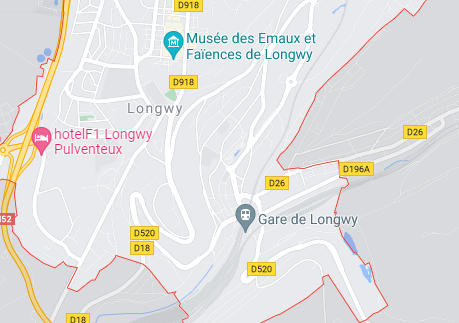 D918
Musée des Emaux et
Faïences de Longwy
D918
Longwy
D26
hotelF1 Longwy
Pulventeux
D196A
D26
N52
Gare de Longwy
D520
D18
D520
D18